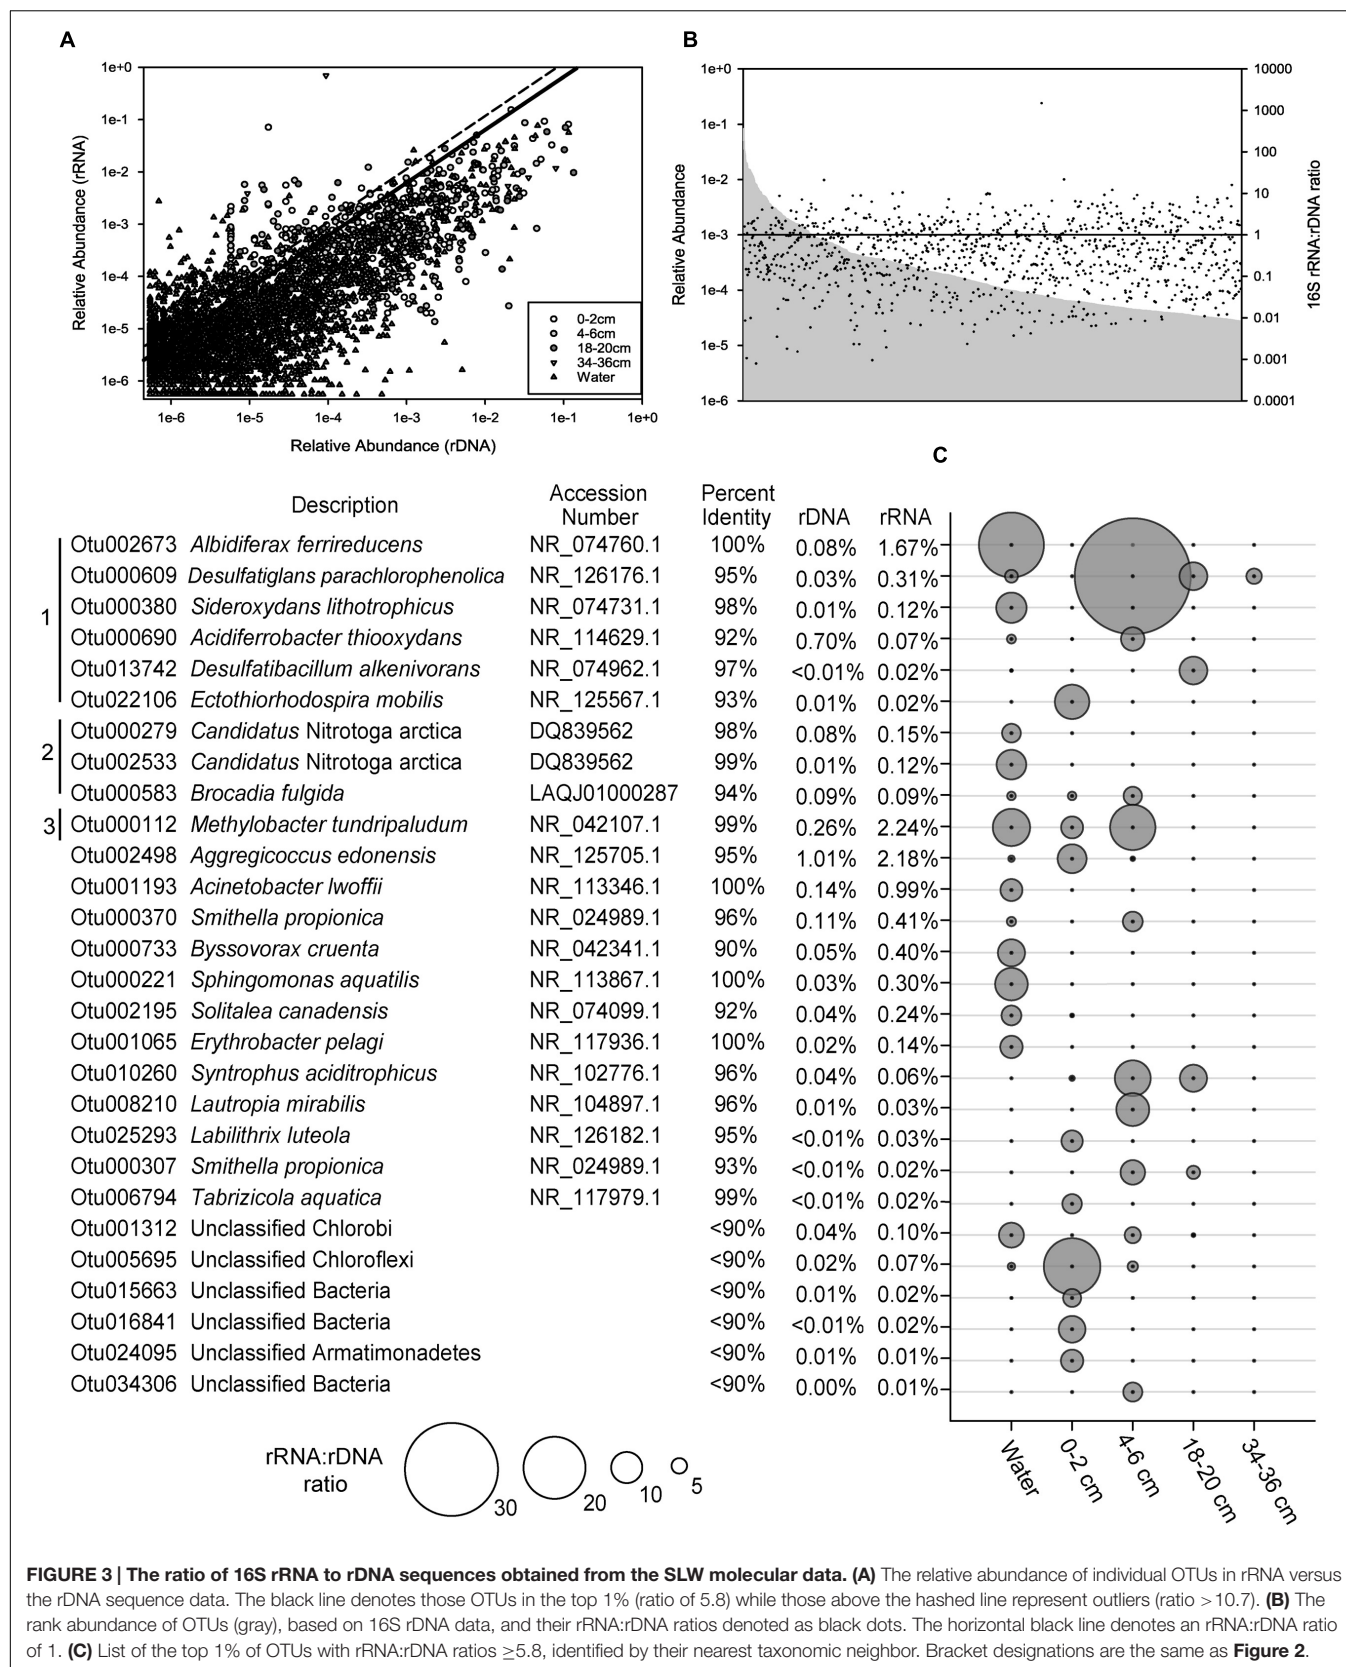 A
B
1e+0
1e-1
1e-2
1e-3
1e-4
1e-5
1e-6
Relative Abundance (rRNA)
1e-6 1e-5 1e-4 1e-3 1e-2 1e-1 1e+0
Relative Abundance (rDNA)
0-2cm
4-6cm
18-20cm
34-36cm
Water
1e+0
1e-1
1e-2
1e-3
1e-4
1e-5
1e-6
Relative Abundance
10000
1000
100
10
1
0.1
0.01
0.001
0.0001
16S rRNA:rDNA ratio
C
Description Accession Number Percent Identity rDNA rRNA
1
2
3
Otu002673 Albidiferax ferrireducens NR_074760.1 100% 0.08% 1.67%
Otu000609 Desulfatiglans parachlorophenolica NR_126176.1 95% 0.03% 0.31%
Otu000380 Sideroxydans lithotrophicus NR_074731.1 98% 0.01% 0.12%
Otu000690 Acidiferrobacter thiooxydans NR_114629.1 92% 0.70% 0.07%
Otu013742 Desulfatibacillum alkenivorans NR_074962.1 97% <0.01% 0.02%
Otu022106 Ectothiorhodospira mobilis NR_125567.1 93% 0.01% 0.02%
Otu000279 Candidatus Nitrotoga arctica DQ839562 98% 0.08% 0.15%
Otu002533 Candidatus Nitrotoga arctica DQ839562 99% 0.01% 0.12%
Otu000583 Brocadia fulgida LAQJ01000287 94% 0.09% 0.09%
Otu000112 Methylobacter tundripaludum NR_042107.1 99% 0.26% 2.24%
Otu002498 Aggregicoccus edonensis NR_125705.1 95% 1.01% 2.18%
Otu001193 Acinetobacter lwoffii NR_113346.1 100% 0.14% 0.99%
Otu000370 Smithella propionica NR_024989.1 96% 0.11% 0.41%
Otu000733 Byssovorax cruenta NR_042341.1 90% 0.05% 0.40%
Otu000221 Sphingomonas aquatilis NR_113867.1 100% 0.03% 0.30%
Otu002195 Solitalea canadensis NR_074099.1 92% 0.04% 0.24%
Otu001065 Erythrobacter pelagi NR_117936.1 100% 0.02% 0.14%
Otu010260 Syntrophus aciditrophicus NR_102776.1 96% 0.04% 0.06%
Otu008210 Lautropia mirabilis NR_104897.1 96% 0.01% 0.03%
Otu025293 Labilithrix luteola NR_126182.1 95% <0.01% 0.03%
Otu000307 Smithella propionica NR_024989.1 93% <0.01% 0.02%
Otu006794 Tabrizicola aquatica NR_117979.1 99% <0.01% 0.02%
Otu001312 Unclassified Chlorobi <90% 0.04% 0.10%
Otu005695 Unclassified Chloroflexi <90% 0.02% 0.07%
Otu015663 Unclassified Bacteria <90% 0.01% 0.02%
Otu016841 Unclassified Bacteria <90% <0.01% 0.02%
Otu024095 Unclassified Armatimonadetes <90% 0.01% 0.01%
Otu034306 Unclassified Bacteria <90% 0.00% 0.01%
Water 0-2 cm 4-6 cm 18-20 cm 34-36 cm
rRNA:rDNA ratio 30 20 10 5
FIGURE 3 | The ratio of 16S rRNA to rDNA sequences obtained from the SLW molecular data. (A) The relative abundance of individual OTUs in rRNA versus
the rDNA sequence data. The black line denotes those OTUs in the top 1% (ratio of 5.8) while those above the hashed line represent outliers (ratio >10.7). (B) The
rank abundance of OTUs (gray), based on 16S rDNA data, and their rRNA:rDNA ratios denoted as black dots. The horizontal black line denotes an rRNA:rDNA ratio
of 1. (C) List of the top 1% of OTUs with rRNA:rDNA ratios ≥5.8, identified by their nearest taxonomic neighbor. Bracket designations are the same as Figure 2.